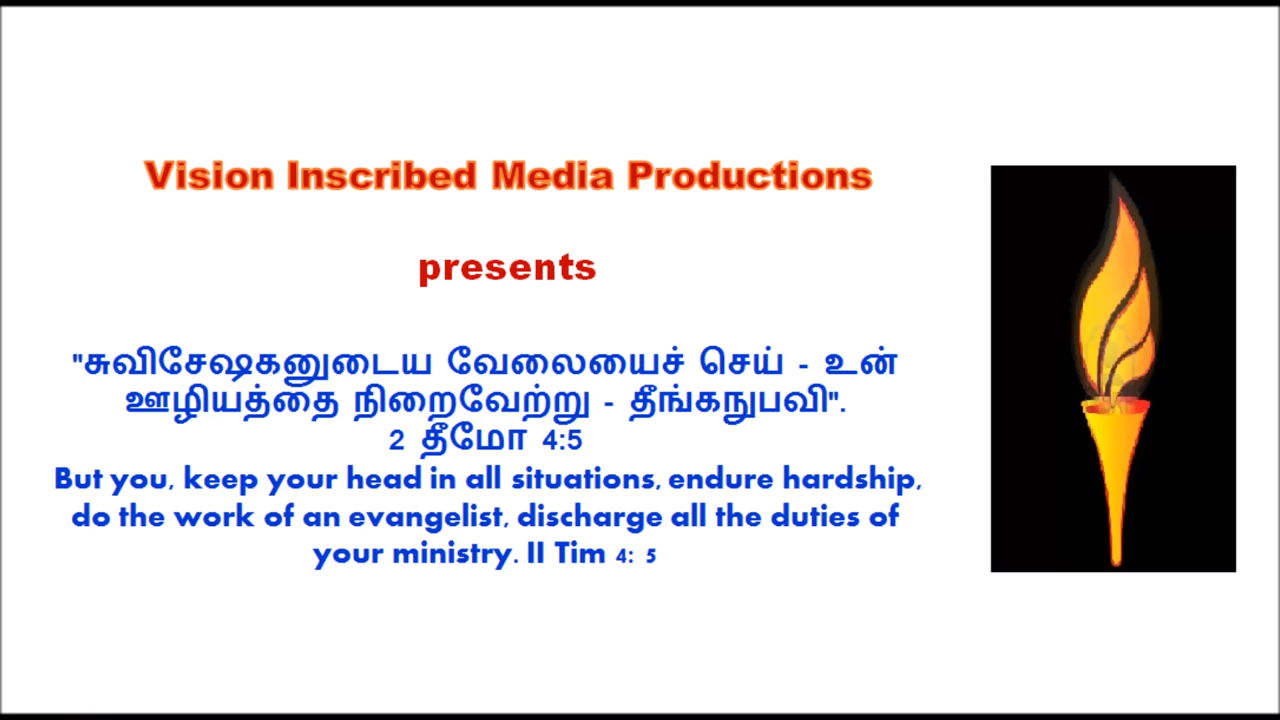 Vision Inscribed Media Productions
presents
"சுவிசேஷகனுடைய வேலையைச் செய் - உன்
ஊழியத்தை நிறைவேற்று - தீங்கநுபவி".
2 தீமோ 4:5
But you, keep your head in all situations, endure hardship,
do the work of an evangelist, discharge all the duties of
your ministry. II Tim 4: 5